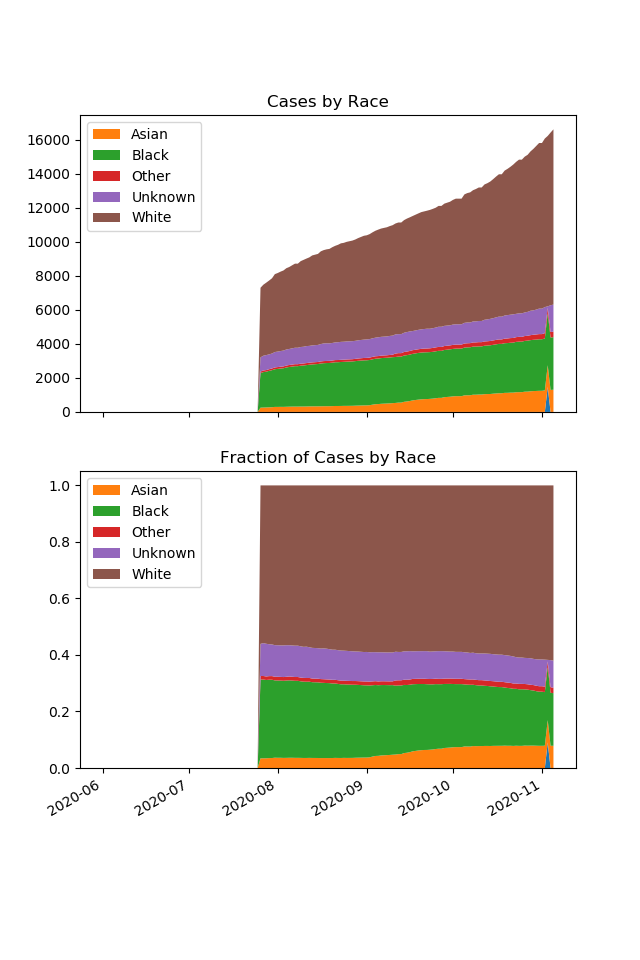 Cases by Race
Asian
Black
Other
Unknown
White
16000
14000
12000
10000
8000
6000
4000
2000
0
Fraction of Cases by Race
Asian
Black
Other
Unknown
White
1.0
0.8
0.6
0.4
0.2
0.0
2020-06
2020-07
2020-08
2020-09
2020-10
2020-11